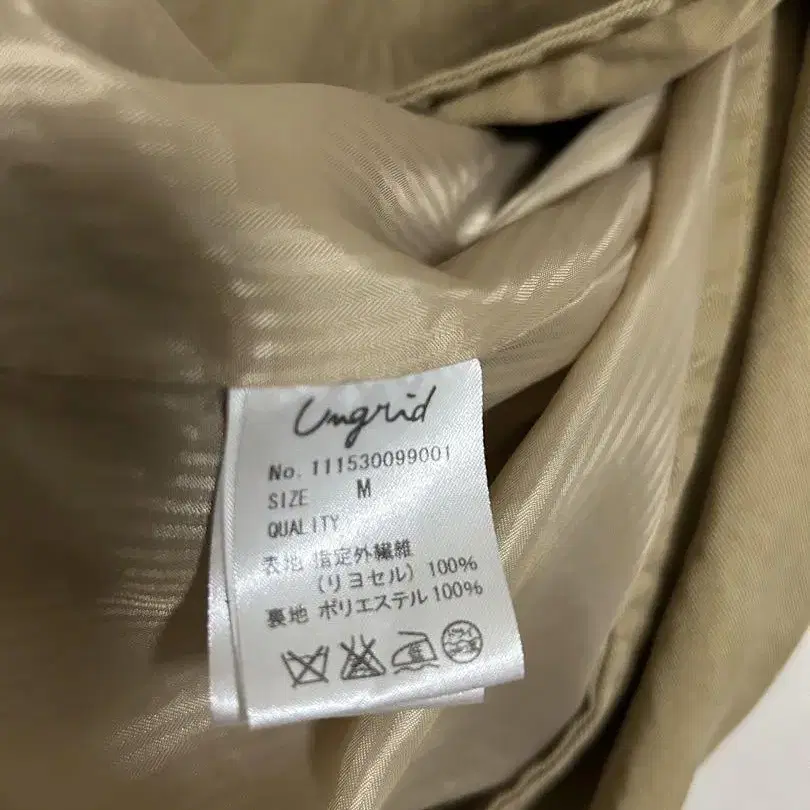 Ungrid
No. 111530099001
SIZE M
QUALITY
表地 指定外繊維
(リヨセル) 100%
裏地 ポリエステル 100%